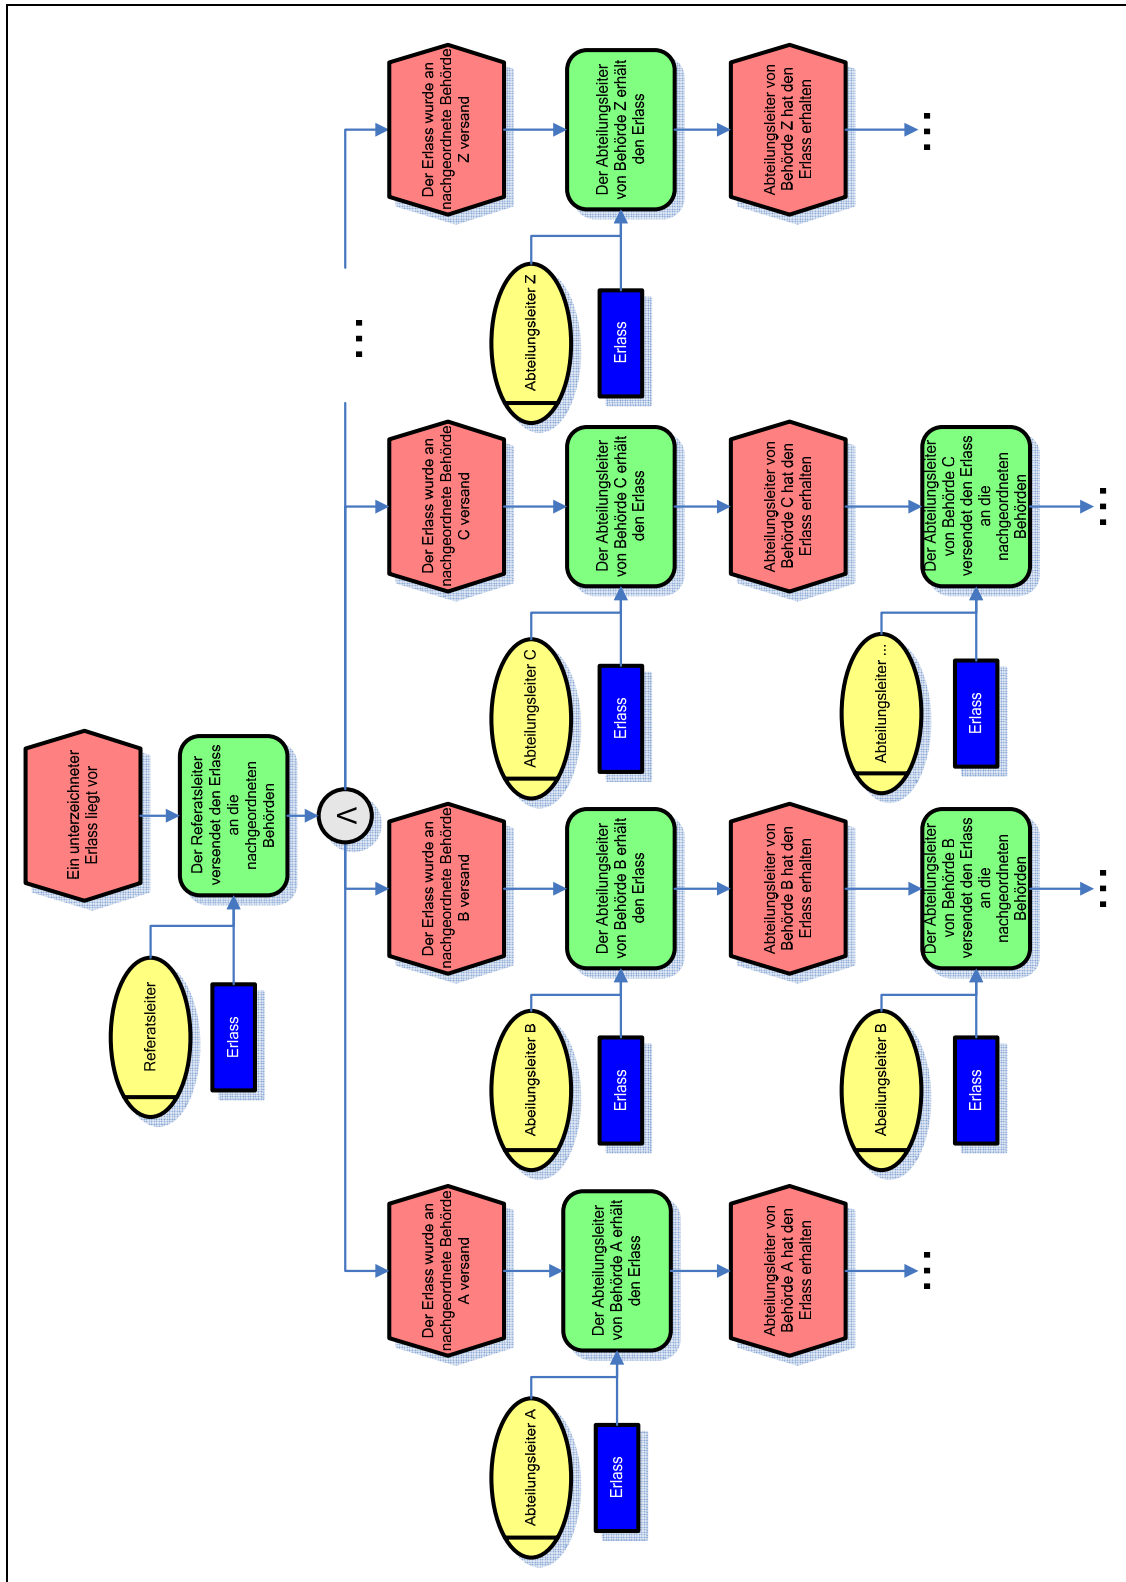 Ein unterzeichneter
Erlass liegt vor
Referatsleiter
Erlass
Der Referatsleiter
versendet den Erlass
an die
nachgeordneten
Behörden
V
Der Erlass wurde an
nachgeordnete Behörde
A versand
Der Erlass wurde an
nachgeordnete Behörde
B versand
Der Erlass wurde an
nachgeordnete Behörde
C versand
...
Der Erlass wurde an
nachgeordnete Behörde
Z versand
Abteilungsleiter A
Erlass
Der Abteilungsleiter
von Behörde A erhält
den Erlass
Abeilungsleiter B
Erlass
Der Abteilungsleiter
von Behörde B erhält
den Erlass
Abteilungsleiter C
Erlass
Der Abteilungsleiter
von Behörde C erhält
den Erlass
Abteilungsleiter Z
Erlass
Der Abteilungsleiter
von Behörde Z erhält
den Erlass
Abteilungsleiter von
Behörde A hat den
Erlass erhalten
Abteilungsleiter von
Behörde B hat den
Erlass erhalten
Abteilungsleiter von
Behörde C hat den
Erlass erhalten
Abteilungsleiter von
Behörde Z hat den
Erlass erhalten
...
Abeilungsleiter B
Erlass
Der Abteilungsleiter
von Behörde B
versendet den Erlass
an die
nachgeordneten
Behörden
Abteilungsleiter ...
Erlass
Der Abteilungsleiter
von Behörde C
versendet den Erlass
an die
nachgeordneten
Behörden
...
...
...